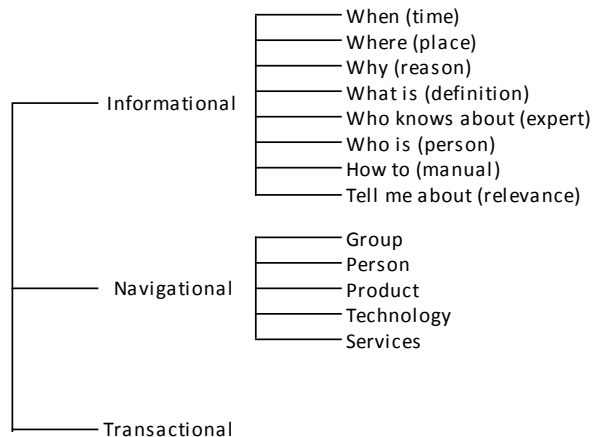 Informational
When (time)
Where (place)
Why (reason)
What is (definition)
Who knows about (expert)
Who is (person)
How to (manual)
Tell me about (relevance)
Navigational
Group
Person
Product
Technology
Services
Transactional